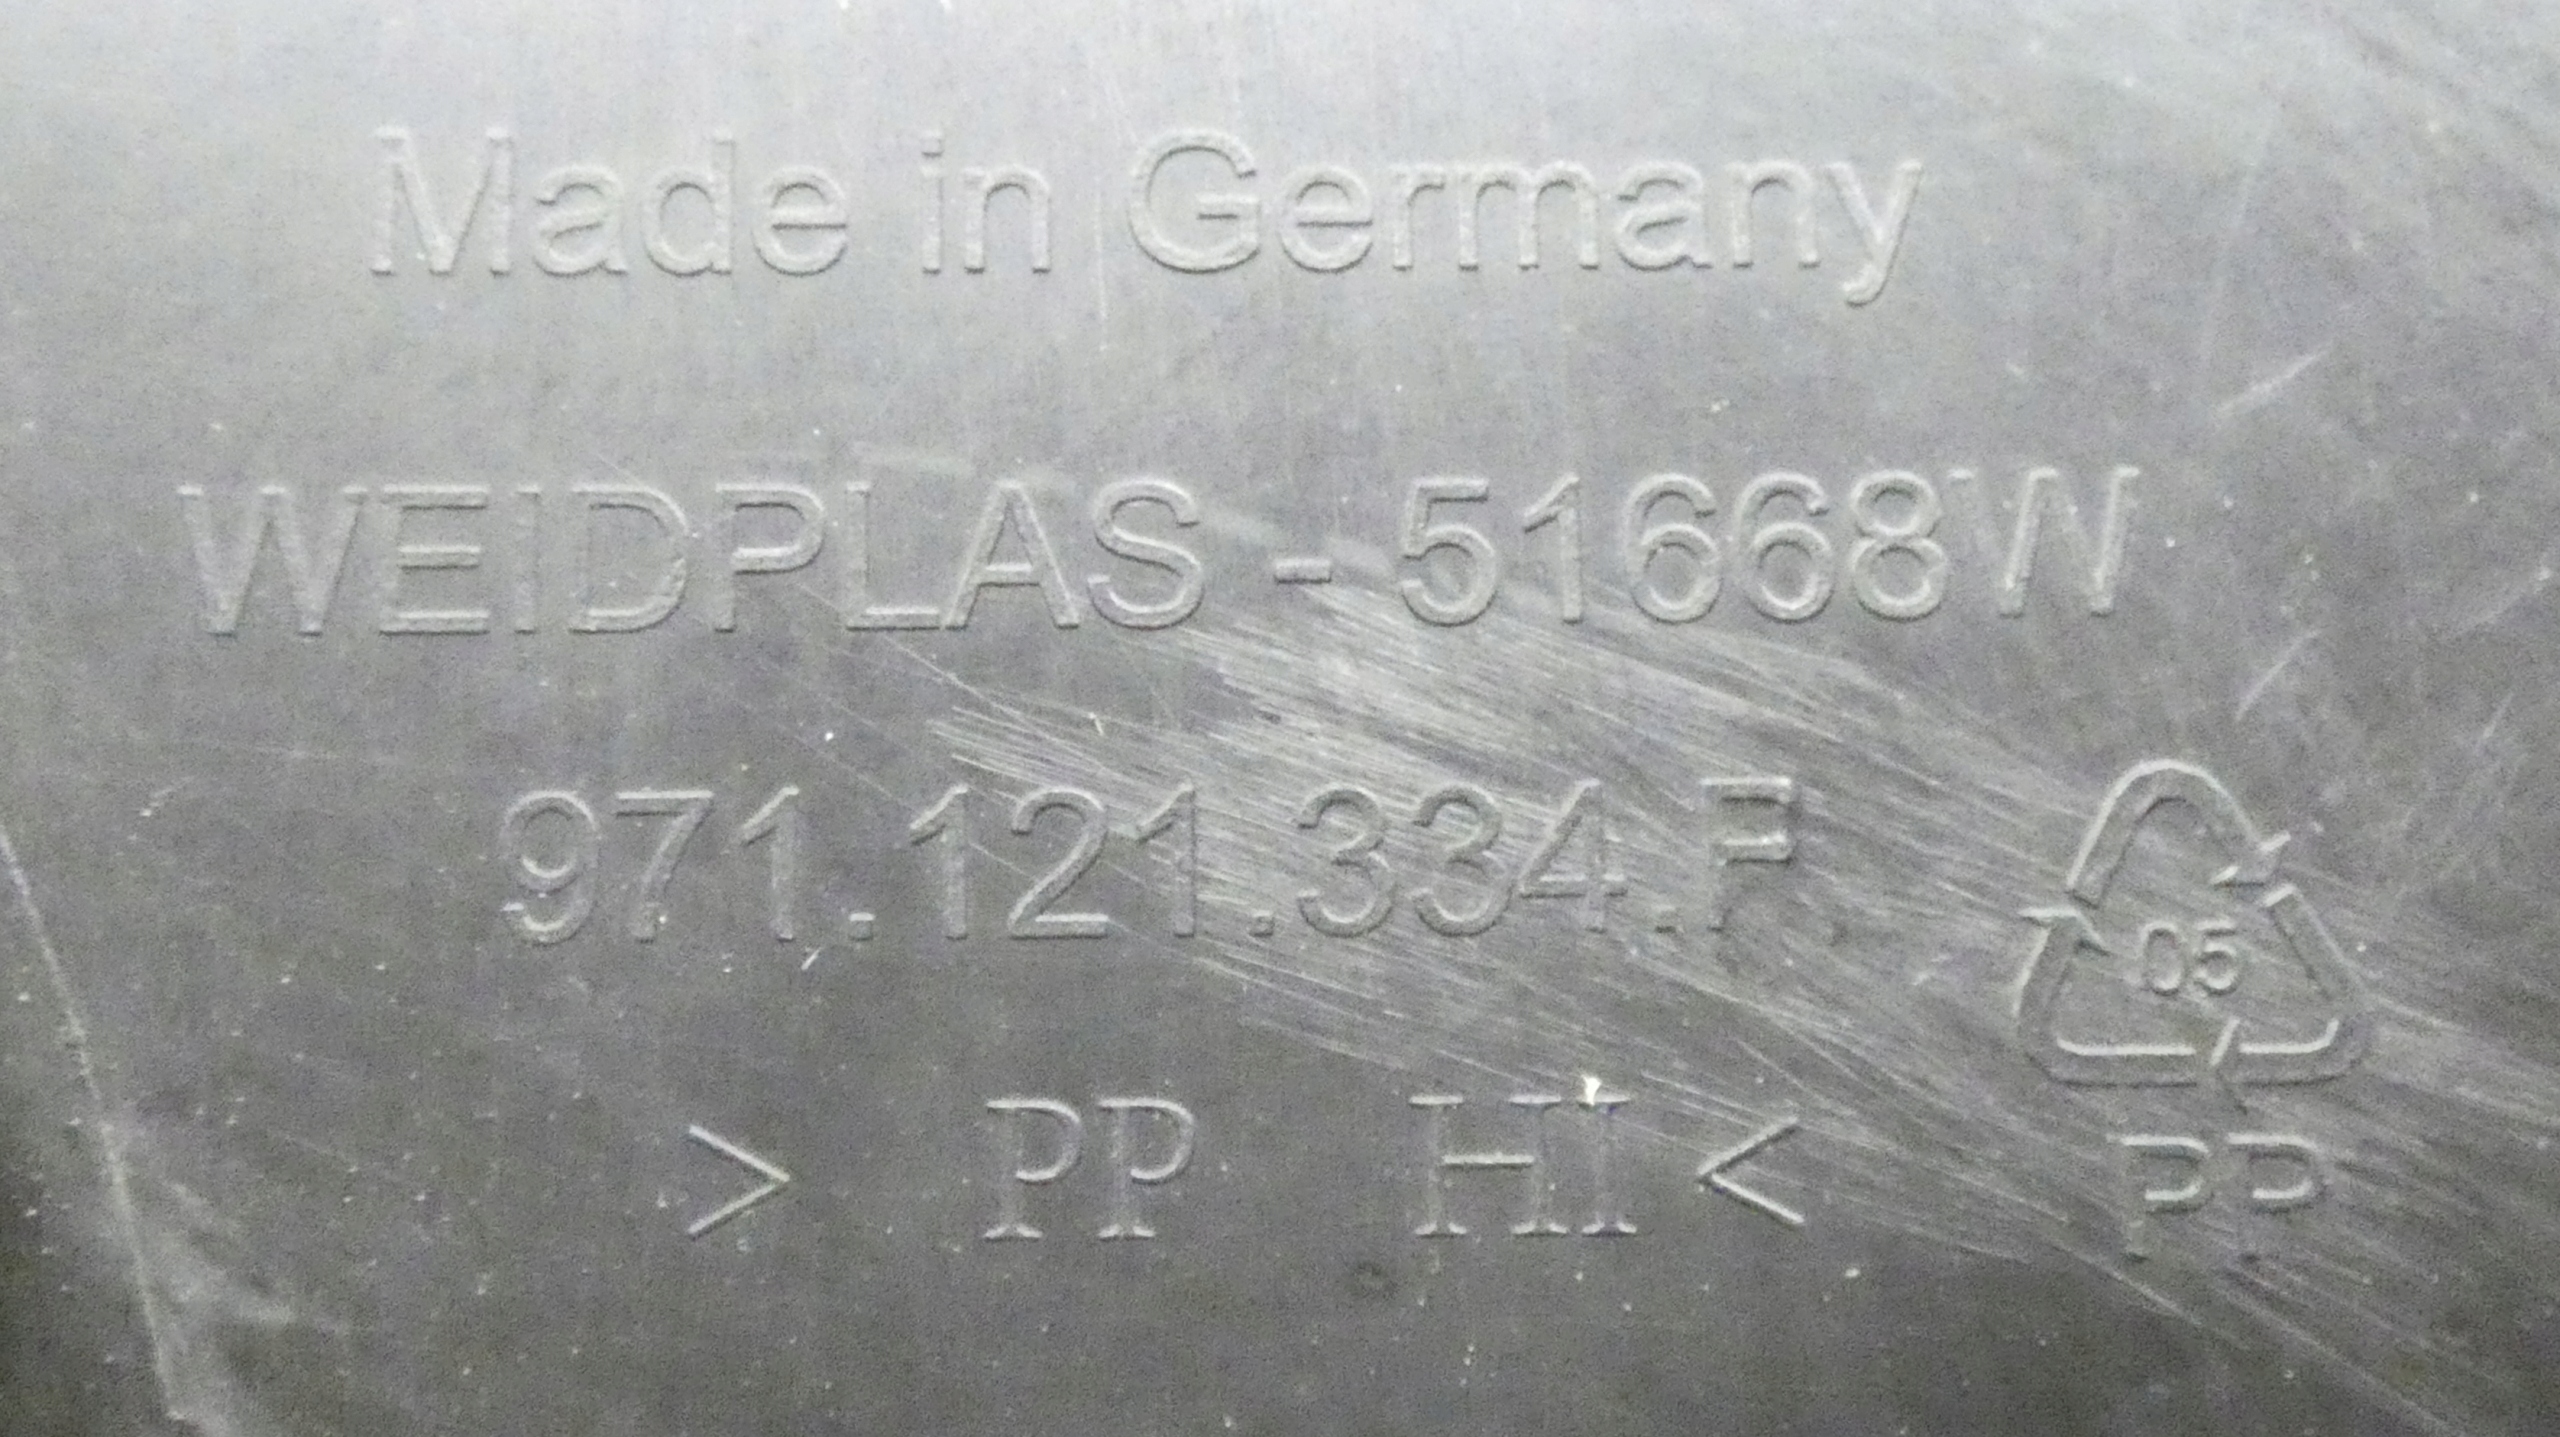 Made in Germany
WEIDPLAS - 51668W
971.121.334.F
05
> PP HI <
PP